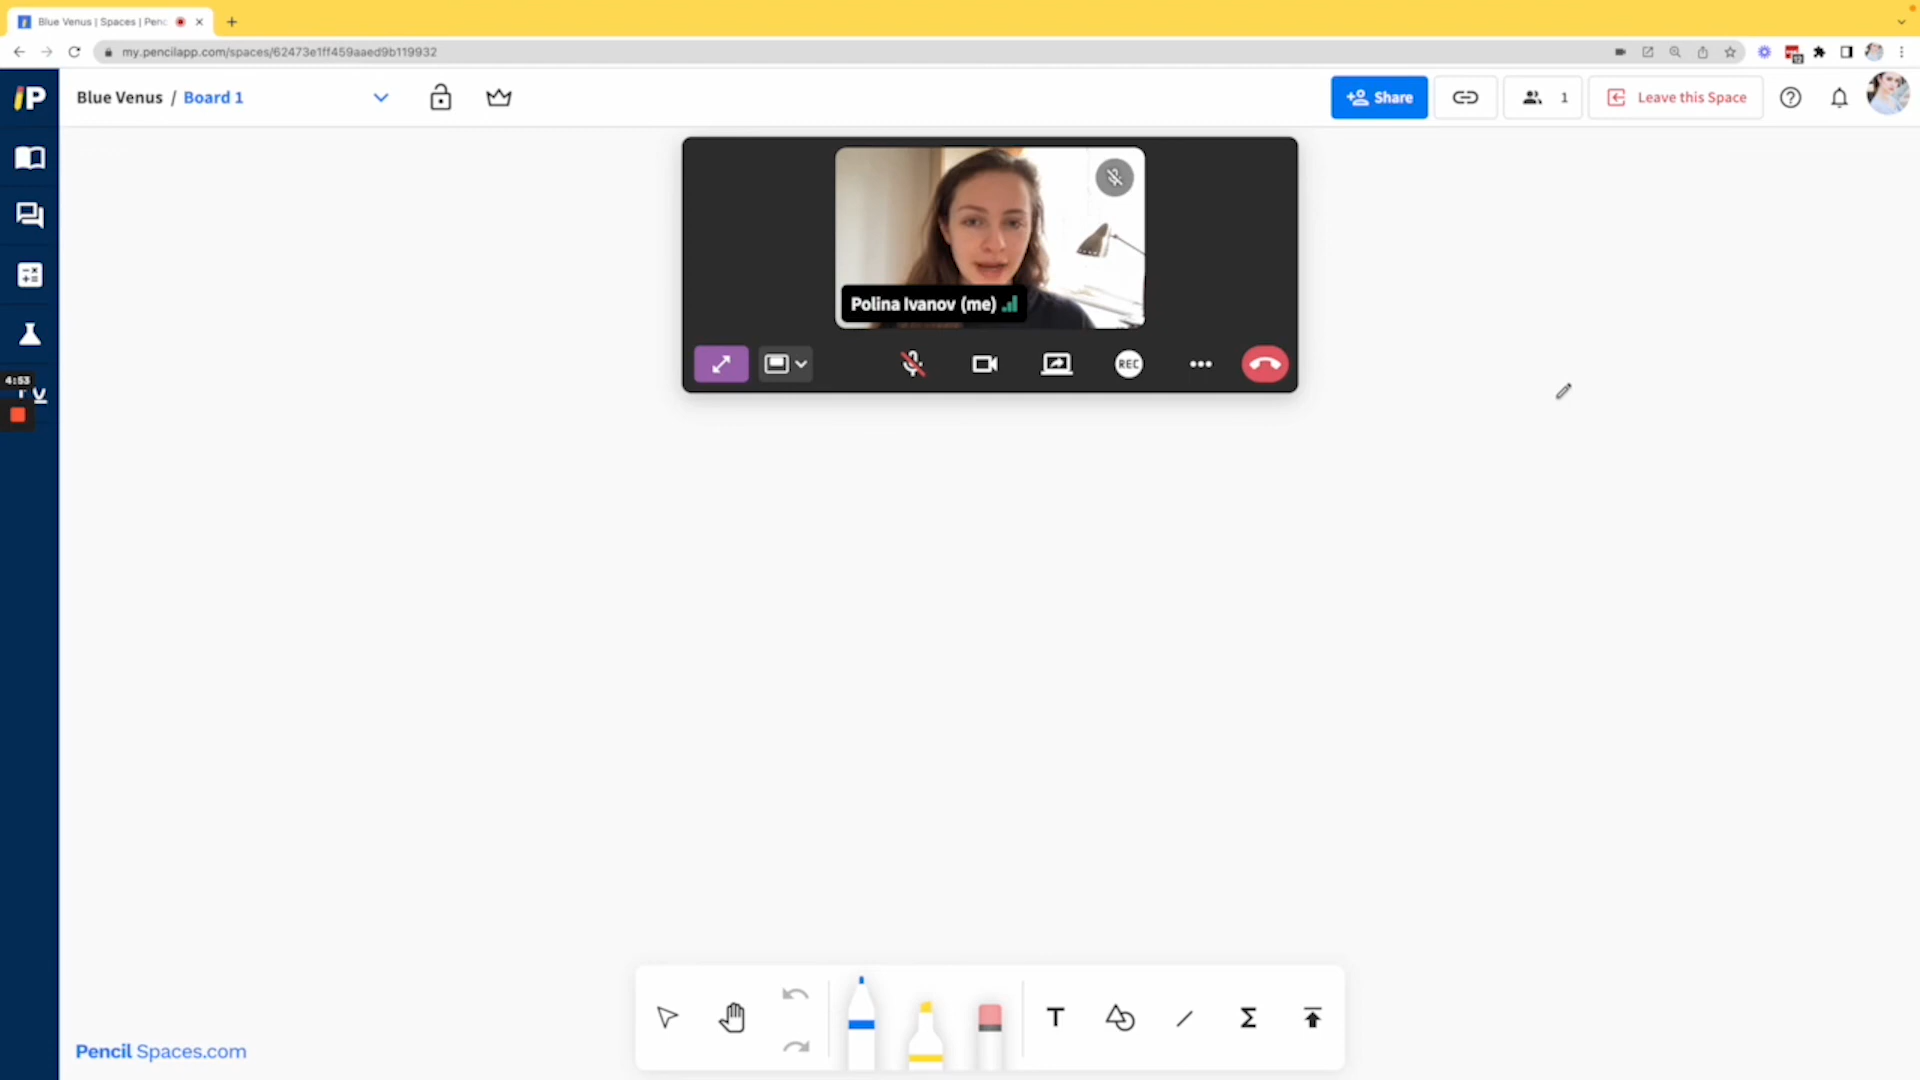 Blue Venus | Spaces | Penc
my.pencilapp.com/spaces/62473e1ff459aaed9b119932
P
Blue Venus / Board 1
Share
1
Leave this Space
Polina Ivanov (me)
REC
4:53
T
Σ
Pencil Spaces.com